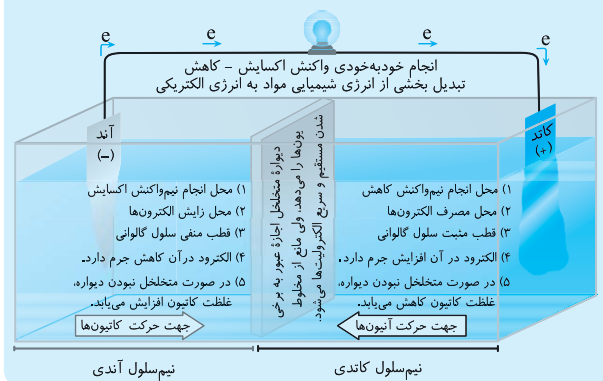 e
e
e
e
انجام خودبه‌خودی واکنش اکسایش – کاهش
تبدیل بخشی از انرژی شیمیایی مواد به انرژی الکتریکی
کاتد
(+)
۱) محل انجام نیم‌واکنش کاهش
۲) محل مصرف الکترون‌ها
۳) قطب مثبت سلول گالوانی
۴) الکترود در آن افزایش جرم دارد.
۵) در صورت متخلخل نبودن دیواره،
غلظت کاتیون کاهش می‌یابد.
جهت حرکت آنیون‌ها
دیوارهٔ متخلخل اجازهٔ عبور به برخی
یون‌ها را می‌دهد، ولی مانع از مخلوط
شدن مستقیم و سریع الکترولیت‌ها می‌شود.
آند
(–)
۱) محل انجام نیم‌واکنش اکسایش
۲) محل زایش الکترون‌ها
۳) قطب منفی سلول گالوانی
۴) الکترود درآن کاهش جرم دارد.
۵) در صورت متخلخل نبودن دیواره،
غلظت کاتیون افزایش می‌یابد.
جهت حرکت کاتیون‌ها
نیم‌سلول کاتدی
نیم‌سلول آندی